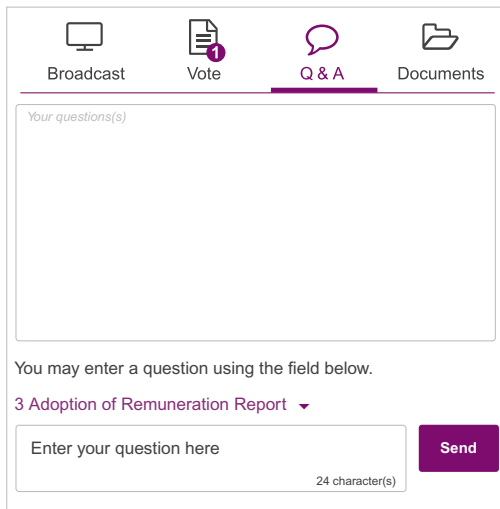 1
Broadcast Vote Q & A Documents
Your questions(s)
You may enter a question using the field below.
3 Adoption of Remuneration Report
Enter your question here
Send
24 character(s)